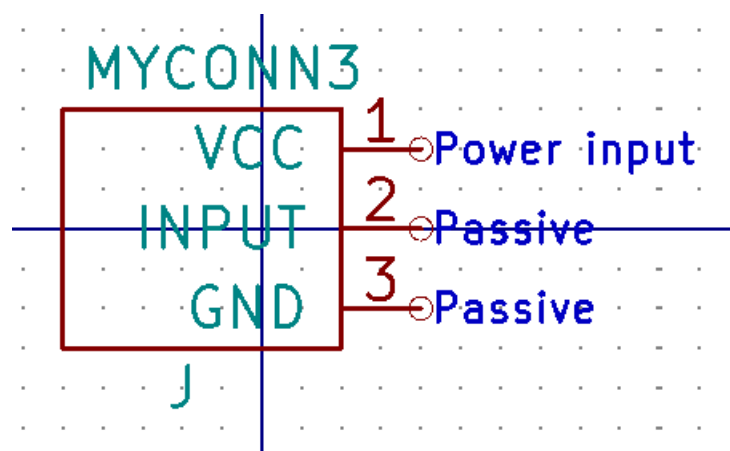 MYCONN3
VCC 1 Power input
INPUT 2 Passive
GND 3 Passive
J